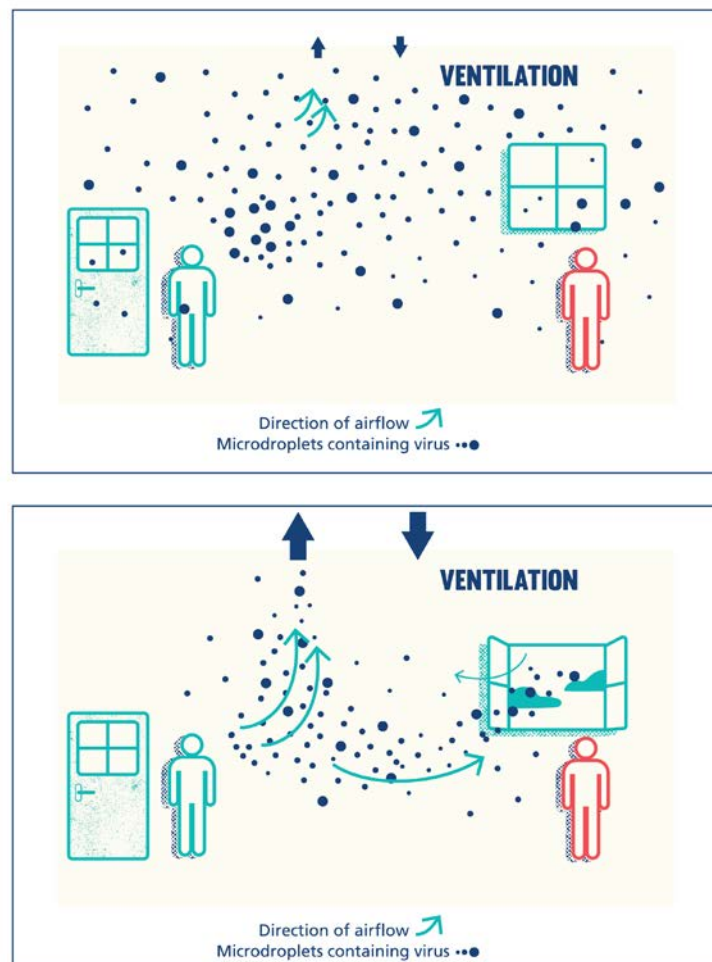 VENTILATION
Direction of airflow
Microdroplets containing virus
VENTILATION
Direction of airflow
Microdroplets containing virus